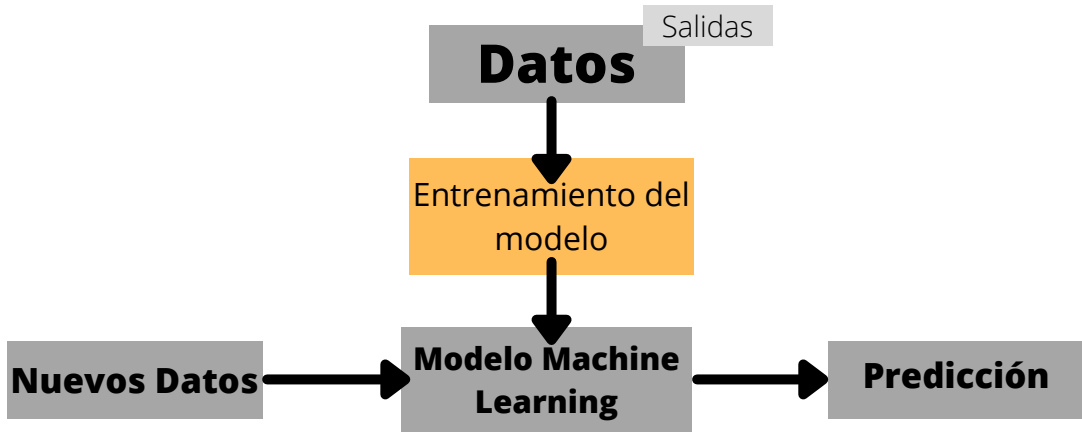 Salidas
Datos
Entrenamiento del
modelo
Nuevos Datos
Modelo Machine
Learning
Predicción